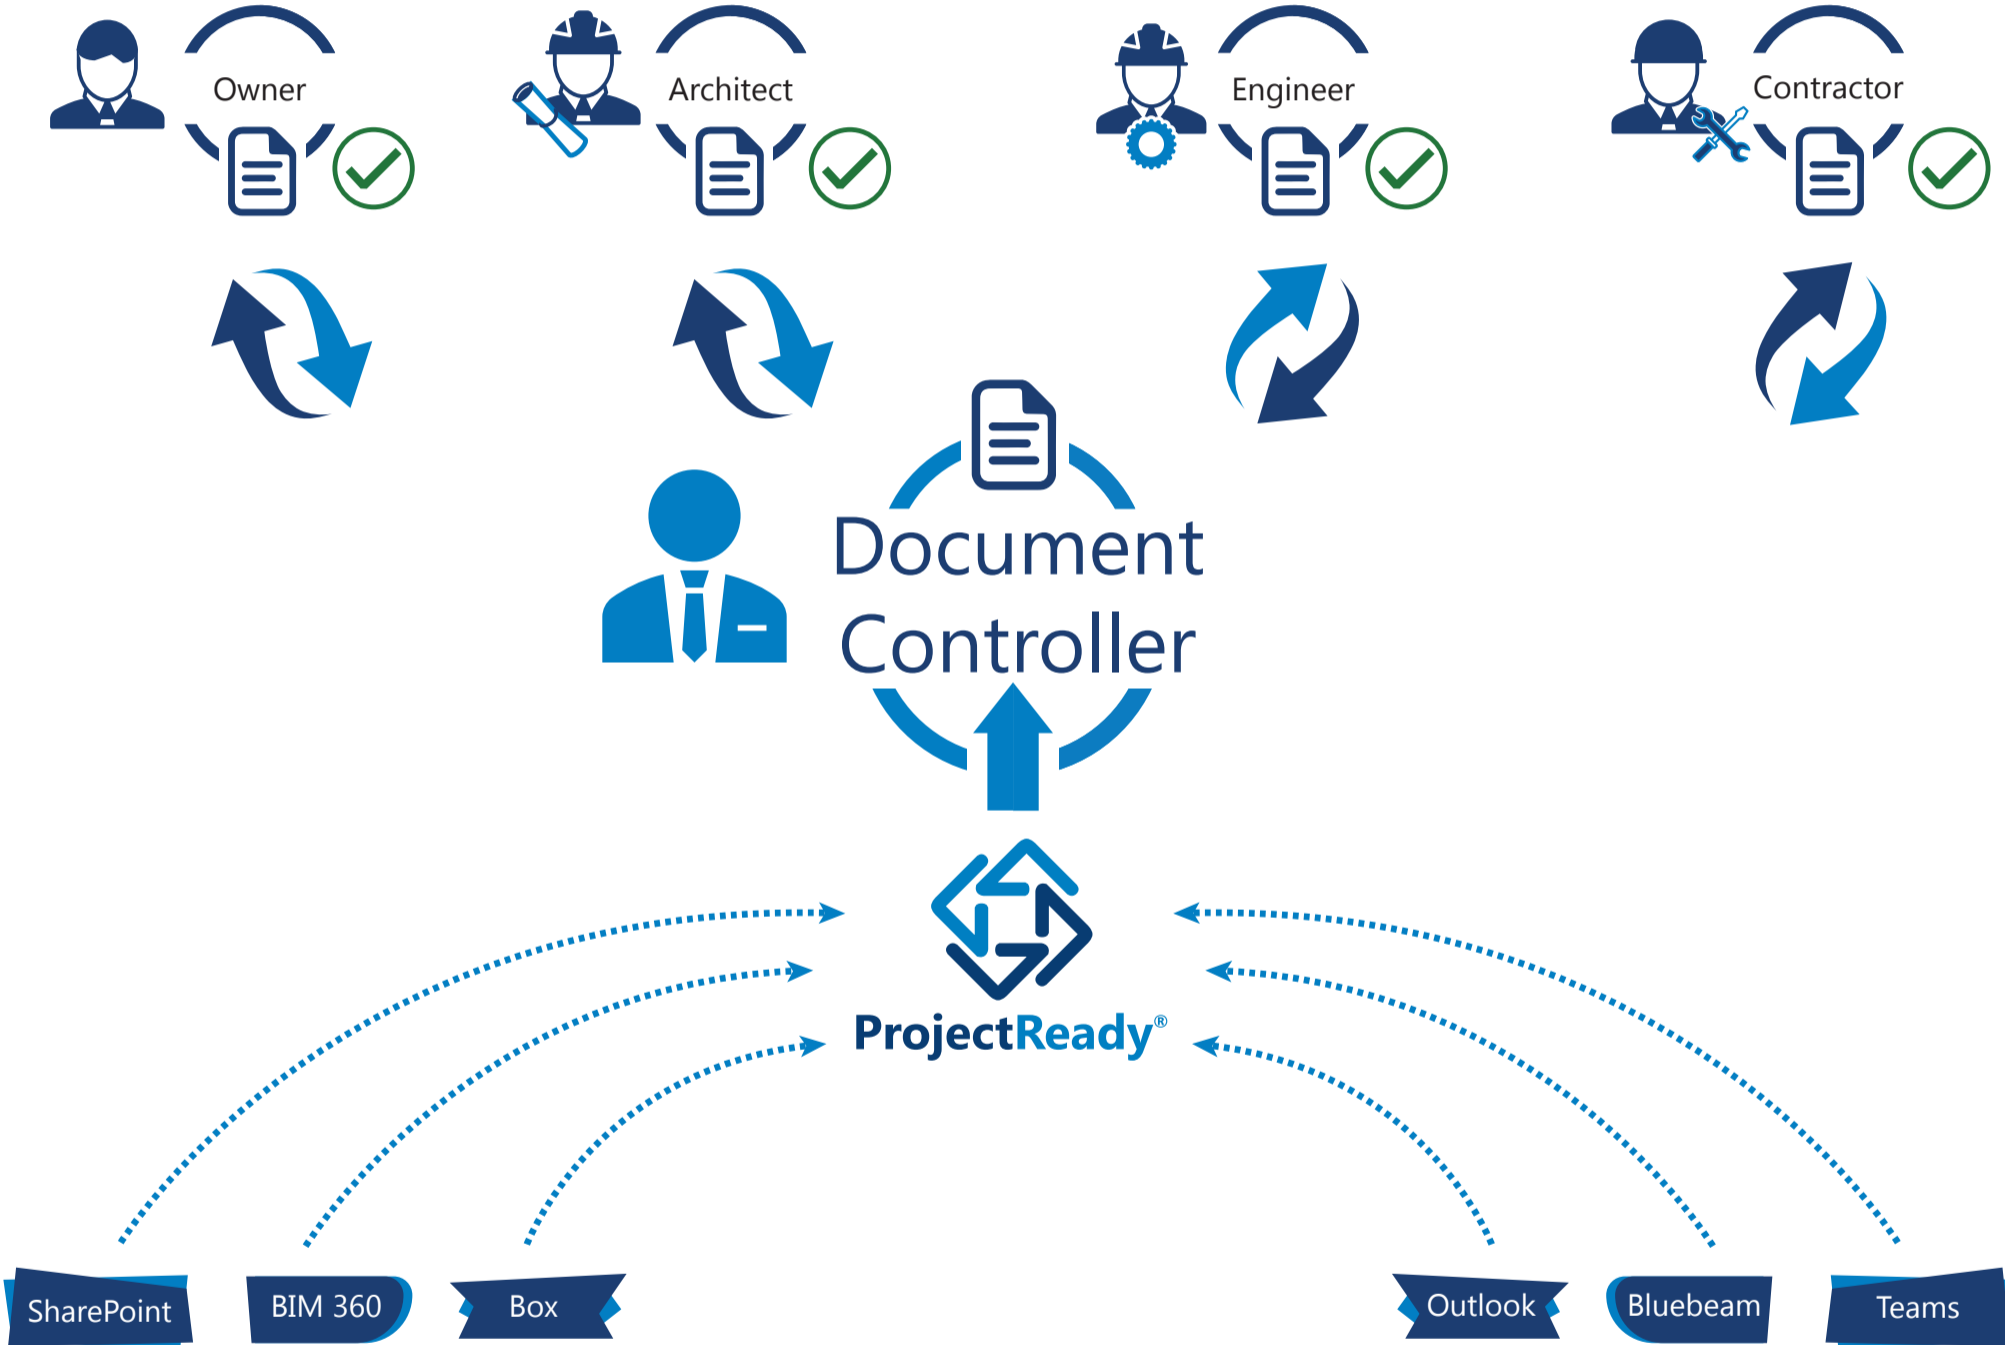 Owner
Architect
Engineer
Contractor
Document
Controller
ProjectReady®
SharePoint
BIM 360
Box
Outlook
Bluebeam
Teams